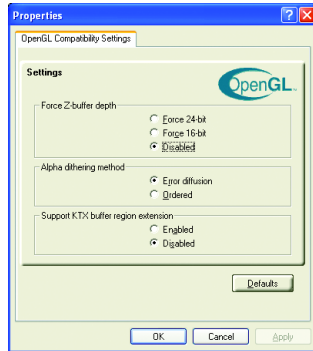 Properties
OpenGL Compatibility Settings
Settings
OpenGL
Force Z-buffer depth
Force 24-bit
Force 16-bit
Disabled
Alpha dithering method
Error diffusion
Ordered
Support KTX buffer region extension
Enabled
Disabled
Defaults
OK
Cancel
Apply